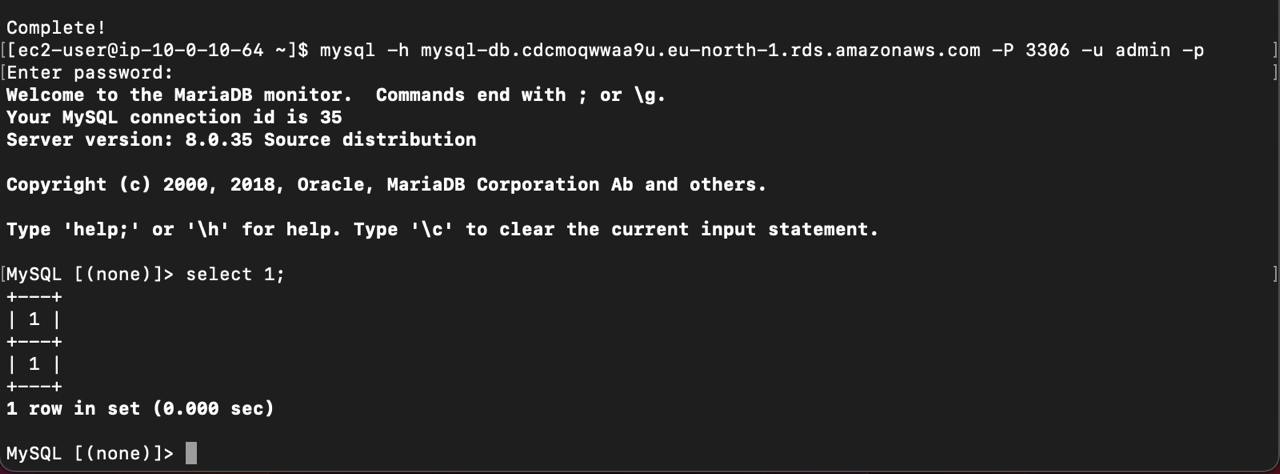 Complete!
[[ec2-user@ip-10-0-10-64 ~]$ mysql -h mysql-db.cdcmoqwwaa9u.eu-north-1.rds.amazonaws.com -P 3306 -u admin -p ]
[Enter password: ]
Welcome to the MariaDB monitor.  Commands end with ; or \g.
Your MySQL connection id is 35
Server version: 8.0.35 Source distribution

Copyright (c) 2000, 2018, Oracle, MariaDB Corporation Ab and others.

Type 'help;' or '\h' for help. Type '\c' to clear the current input statement.

[MySQL [(none)]> select 1; ]
+---+
| 1 |
+---+
| 1 |
+---+
1 row in set (0.000 sec)

MySQL [(none)]>